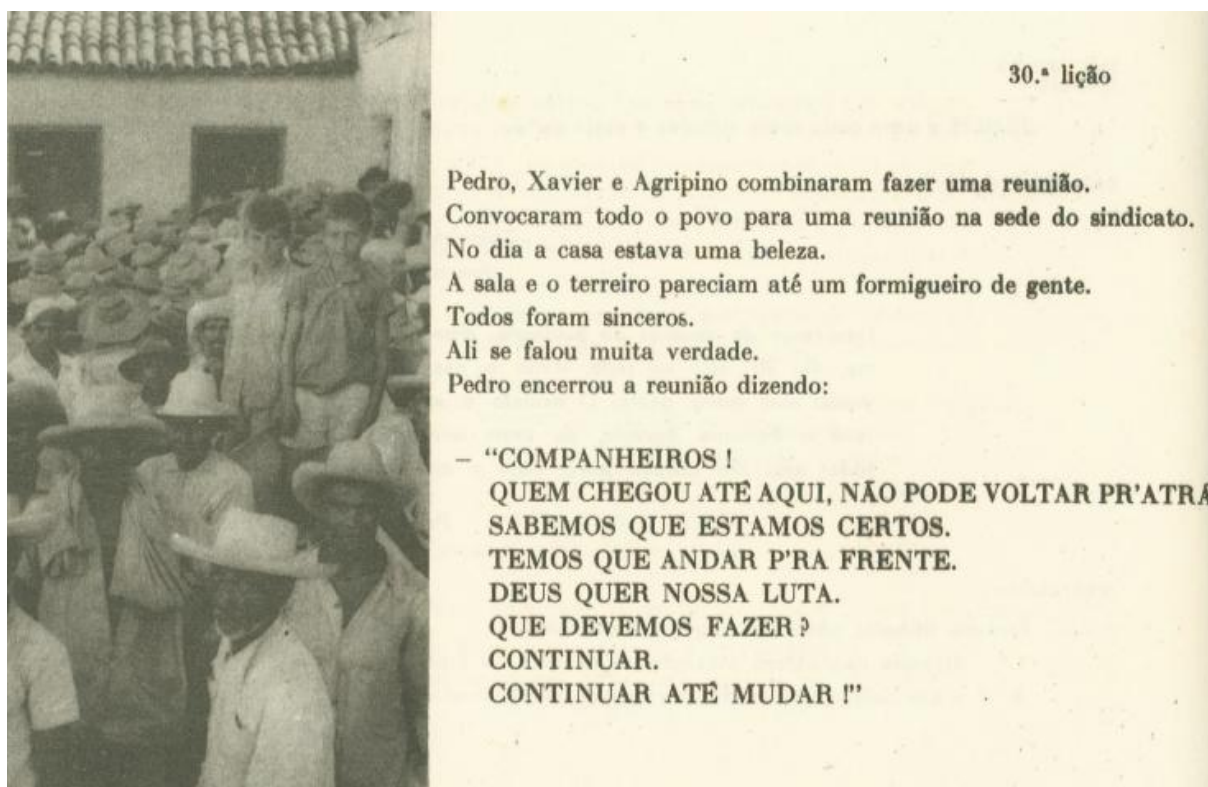 30.ª lição
Pedro, Xavier e Agripino combinaram fazer uma reunião.
Convocaram todo o povo para uma reunião na sede do sindicato.
No dia a casa estava uma beleza.
A sala e o terreiro pareciam até um formigueiro de gente.
Todos foram sinceros.
Ali se falou muita verdade.
Pedro encerrou a reunião dizendo:
– “COMPANHEIROS !
QUEM CHEGOU ATÉ AQUI, NÃO PODE VOLTAR PR'ATRÁ
SABEMOS QUE ESTAMOS CERTOS.
TEMOS QUE ANDAR P'RA FRENTE.
DEUS QUER NOSSA LUTA.
QUE DEVEMOS FAZER ?
CONTINUAR.
CONTINUAR ATÉ MUDAR !”